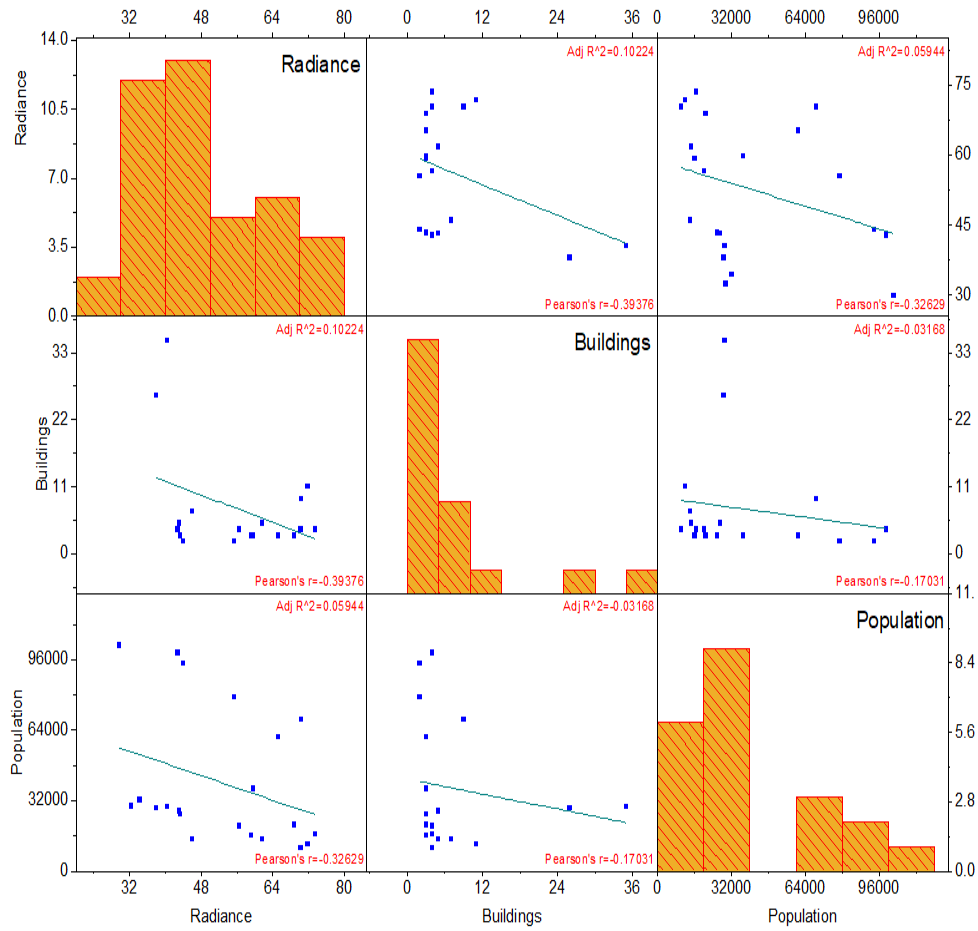 32 48 64 80 0 12 24 36 0 32000 64000 96000
14.0 10.5 7.0 3.5 0.0
Radiance
Radiance
Adj R^2=0.10224
Pearson's r=-0.39376
Adj R^2=0.05944
Pearson's r=-0.32629
75 60 45 30
33 22 11 0
Buildings
Adj R^2=0.10224
Pearson's r=-0.39376
Buildings
Adj R^2=-0.03168
Pearson's r=-0.17031
33 22 11 0
96000 64000 32000 0
Population
Adj R^2=0.05944
Pearson's r=-0.32629
Adj R^2=-0.03168
Pearson's r=-0.17031
Population
11. 8.4 5.6 2.8 0.0
32 48 64 80 0 12 24 36 0 32000 64000 96000
Radiance Buildings Population